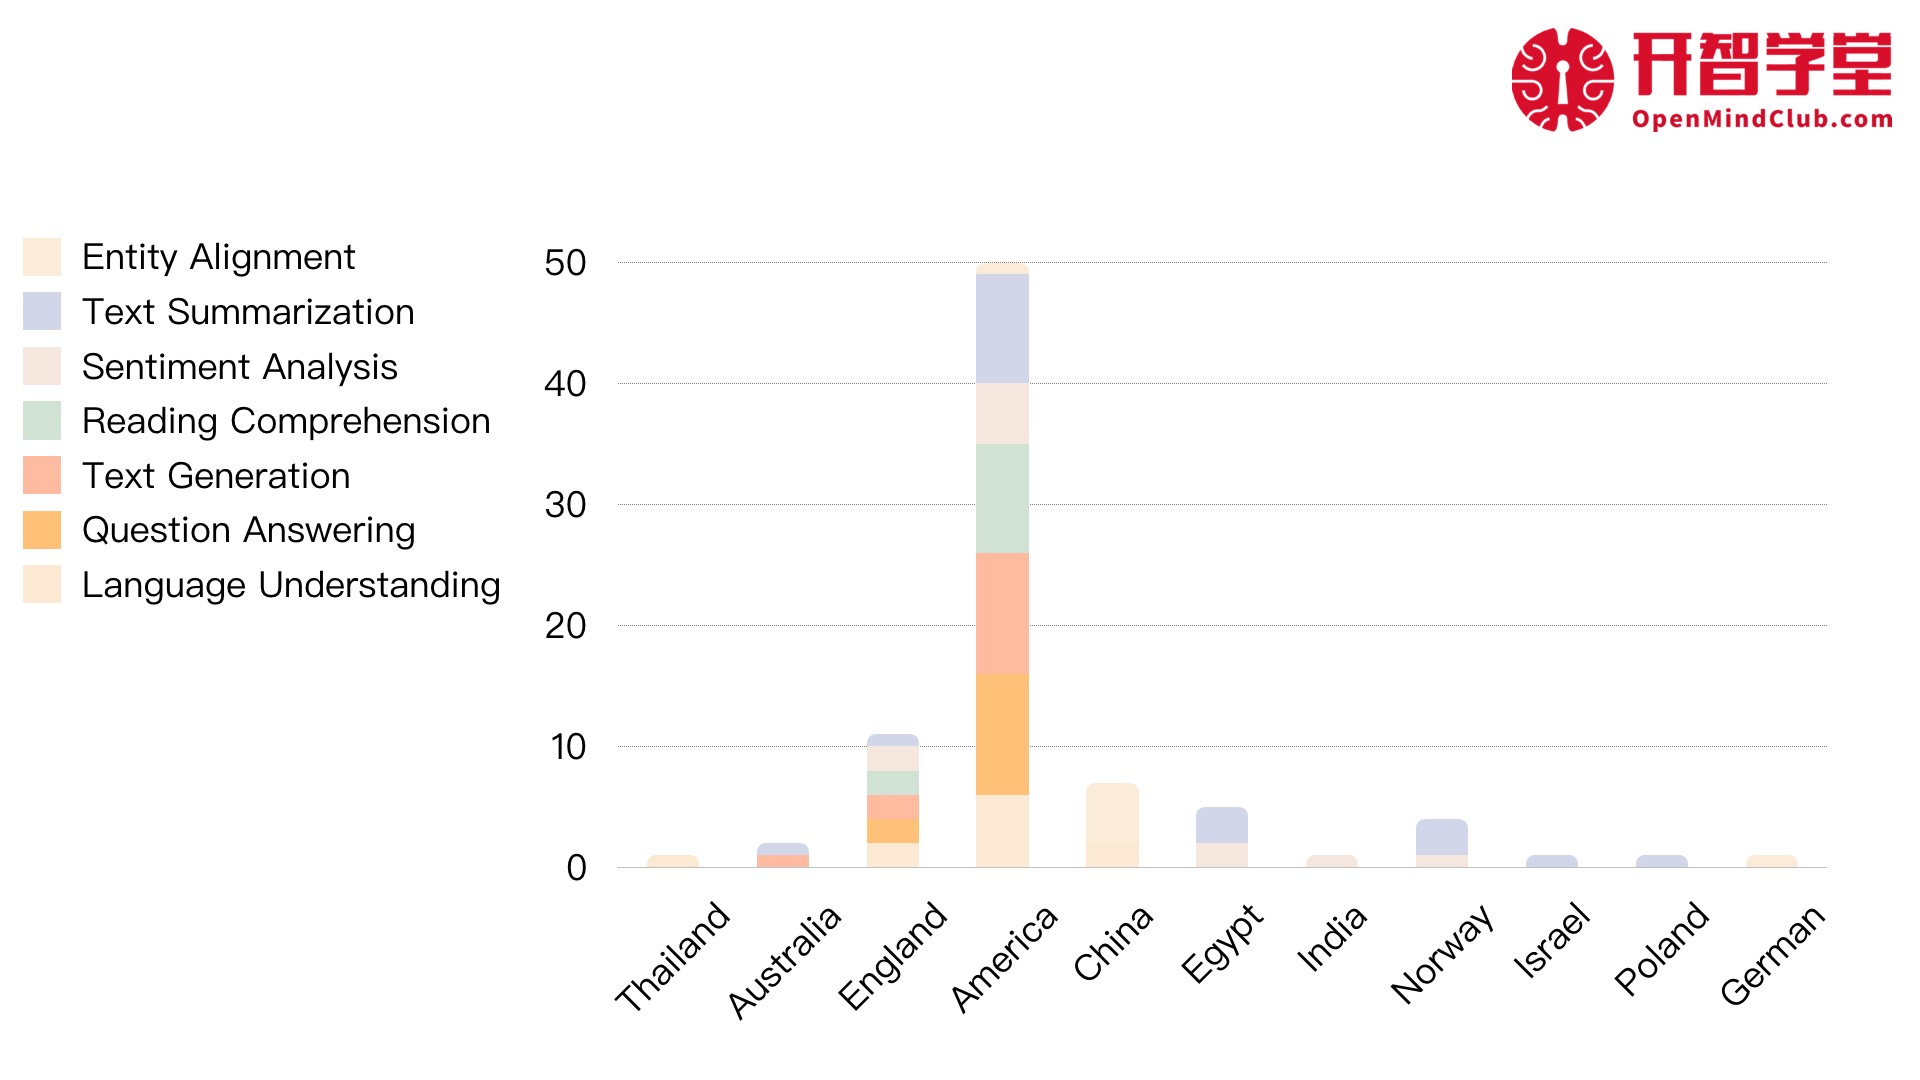 开智学堂
OpenMindClub.com
Entity Alignment
Text Summarization
Sentiment Analysis
Reading Comprehension
Text Generation
Question Answering
Language Understanding
50
40
30
20
10
0
Thailand
Australia
England
America
China
Egypt
India
Norway
Israel
Poland
German